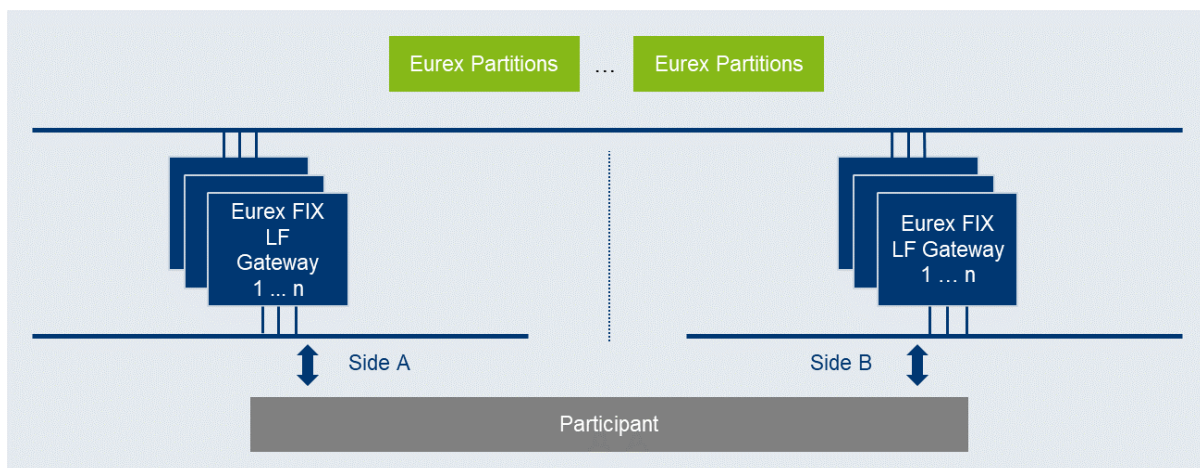 Eurex Partitions ... Eurex Partitions
Eurex FIX
LF
Gateway
1 ... n
Eurex FIX
LF Gateway
1 ... n
Side A
Side B
Participant